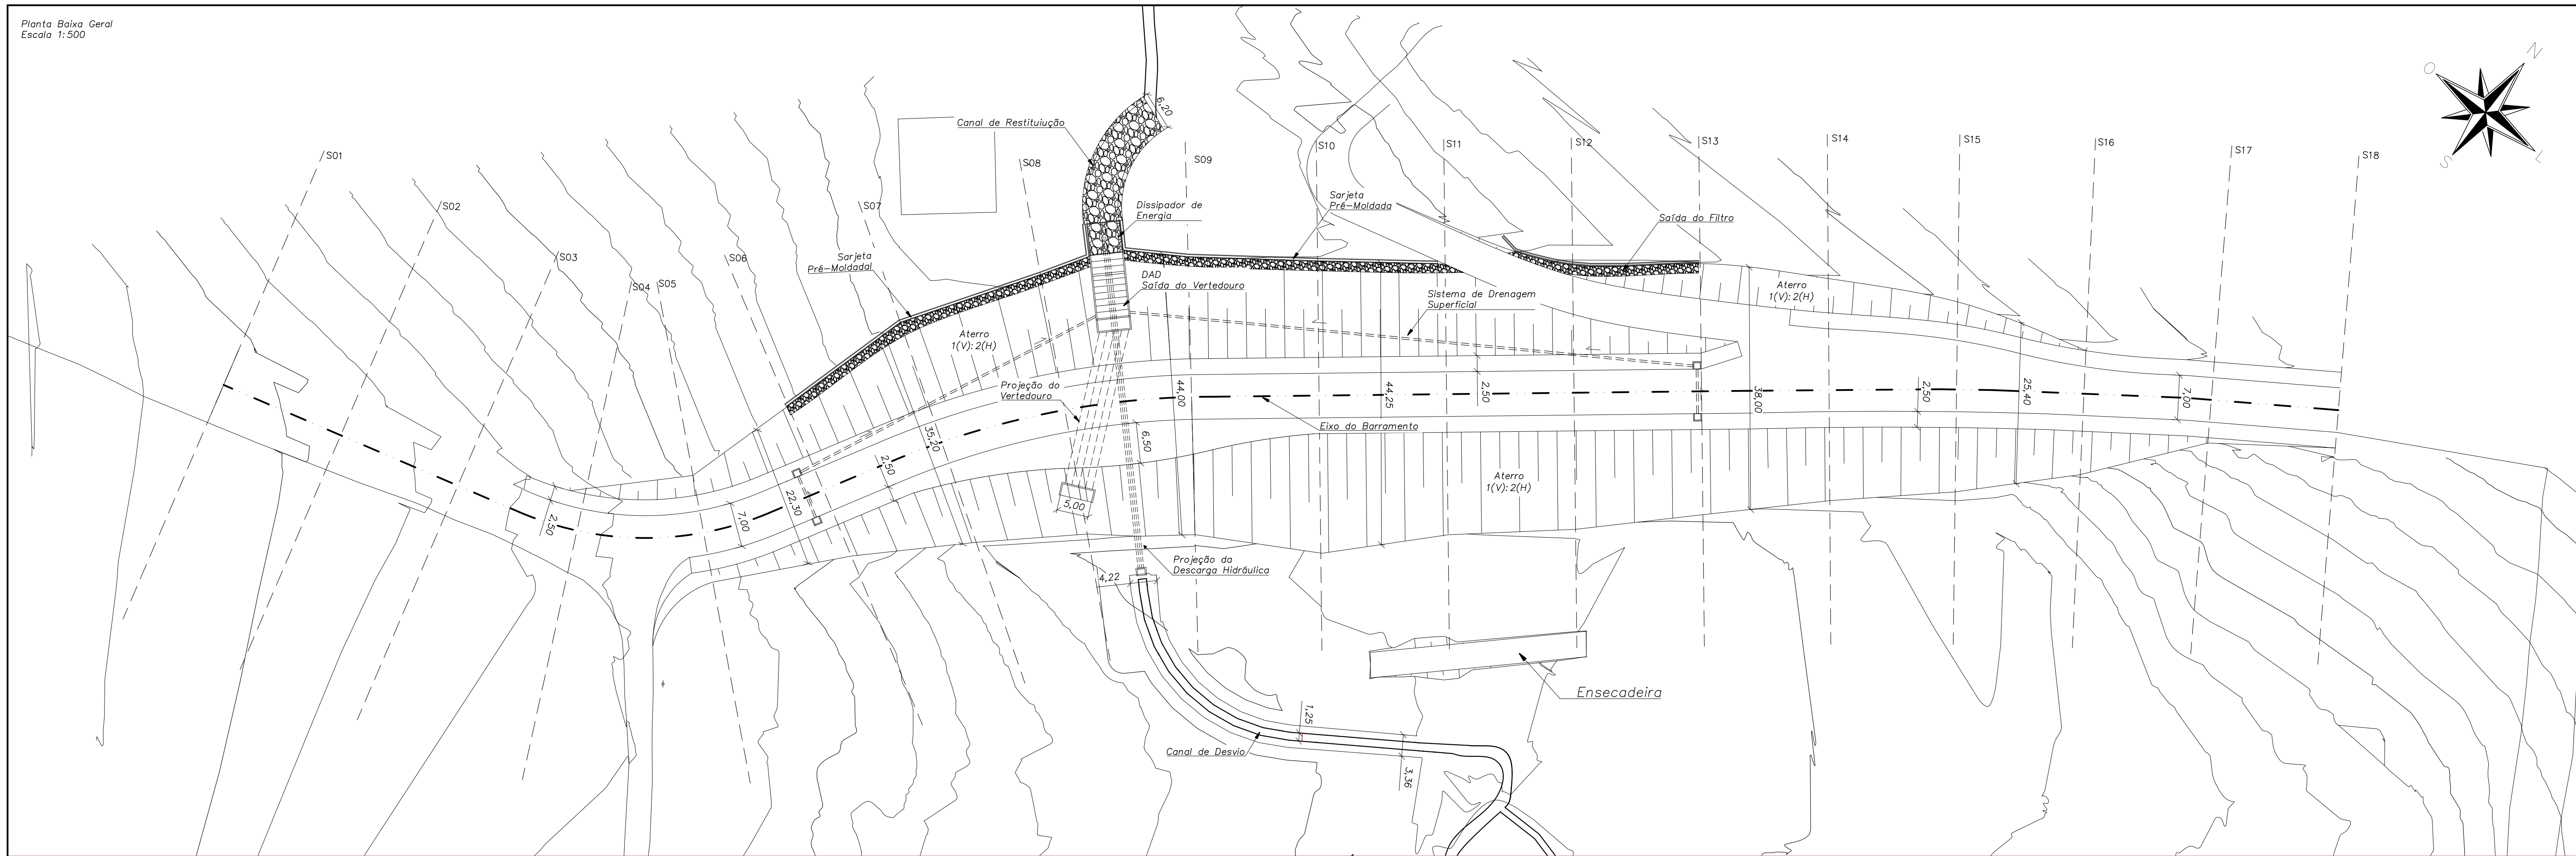 Planta Baixa Geral
Escala 1:500
S01
S02
S03
S04
S05
S06
S07
S08
S09
S10
S11
S12
S13
S14
S15
S16
S17
S18
O
N
S
L
6,20
Canal de Restituiução
Dissipador de
Energia
Sarjeta
Pré-Moldada
Saída do Filtro
Sarjeta
Pré-Moldadal
DAD
Saída do Vertedouro
Sistema de Drenagem
Superficial
Aterro
1(V):2(H)
Aterro
1(V):2(H)
Projeção do
Vertedouro
44,00
44,25
2,50
38,00
2,50
25,40
7,00
Eixo do Barramento
35,20
2,50
6,50
22,30
7,00
2,50
5,00
Aterro
1(V):2(H)
Projeção da
Descarga Hidráulica
4,22
Ensecadeira
1,25
Canal de Desvio
3,36